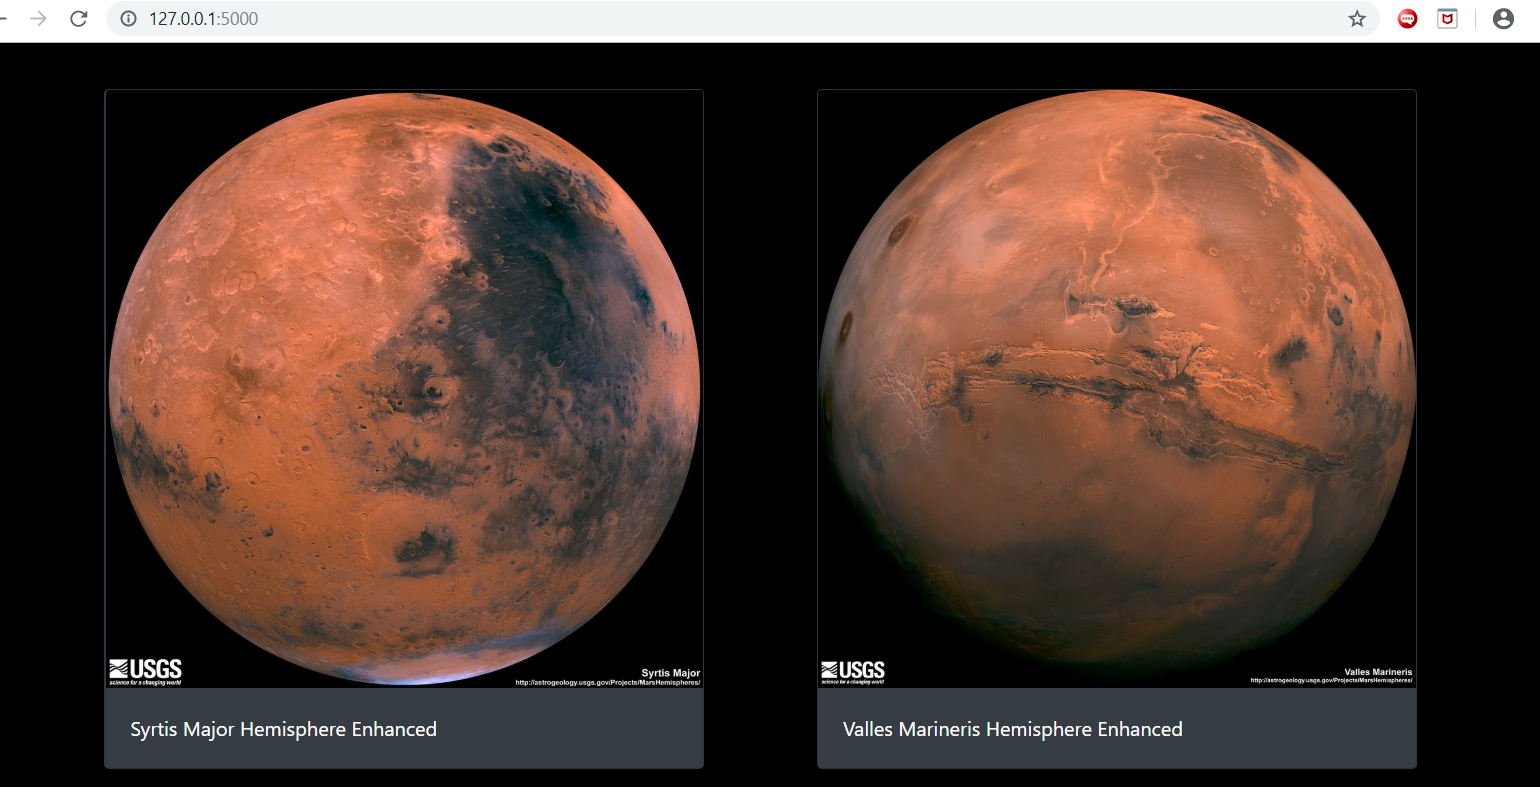 127.0.0.1:5000
USGS
science for a changing world
Syrtis Major
http://astrogeology.usgs.gov/Projects/MarsHemispheres/
USGS
science for a changing world
Valles Marineris
http://astrogeology.usgs.gov/Projects/MarsHemispheres/
Syrtis Major Hemisphere Enhanced
Valles Marineris Hemisphere Enhanced